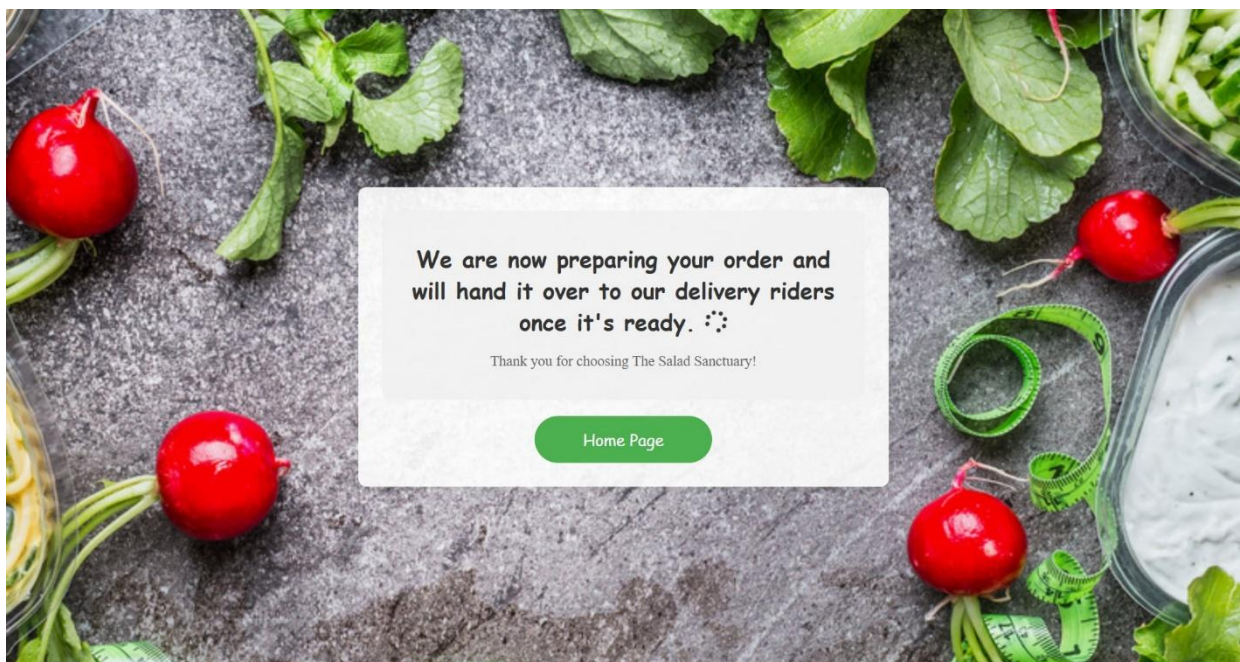 We are now preparing your order and
will hand it over to our delivery riders
once it's ready.
Thank you for choosing The Salad Sanctuary!
Home Page